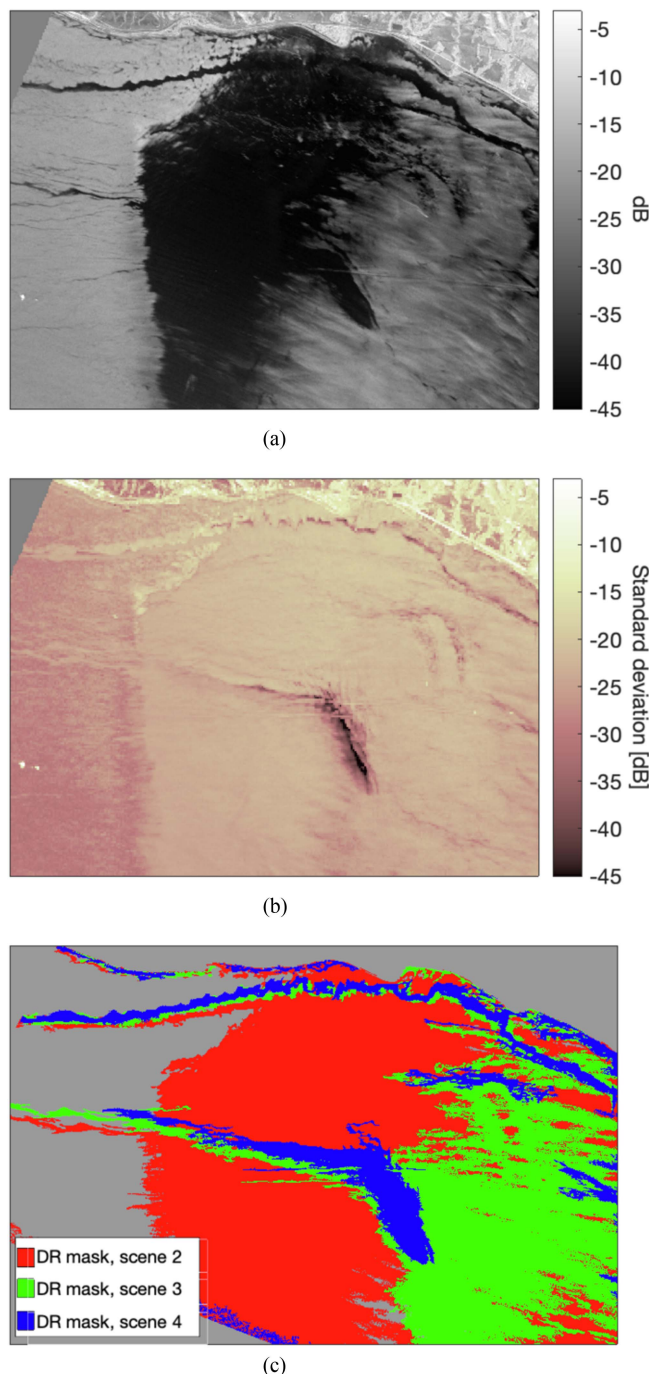 -5
-10
-15
-20
-25
-30
-35
-40
-45
dB
(a)
-5
-10
-15
-20
-25
-30
-35
-40
-45
Standard deviation [dB]
(b)
DR mask, scene 2
DR mask, scene 3
DR mask, scene 4
(c)